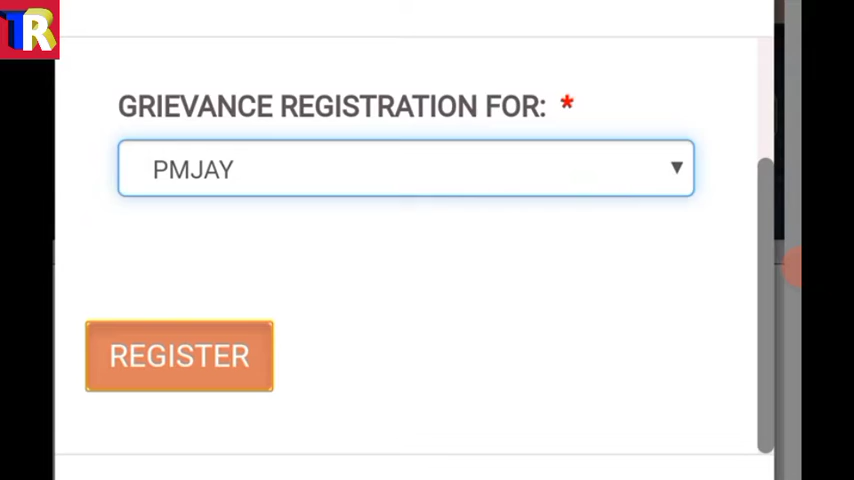 TR
GRIEVANCE REGISTRATION FOR: *
PMJAY
REGISTER